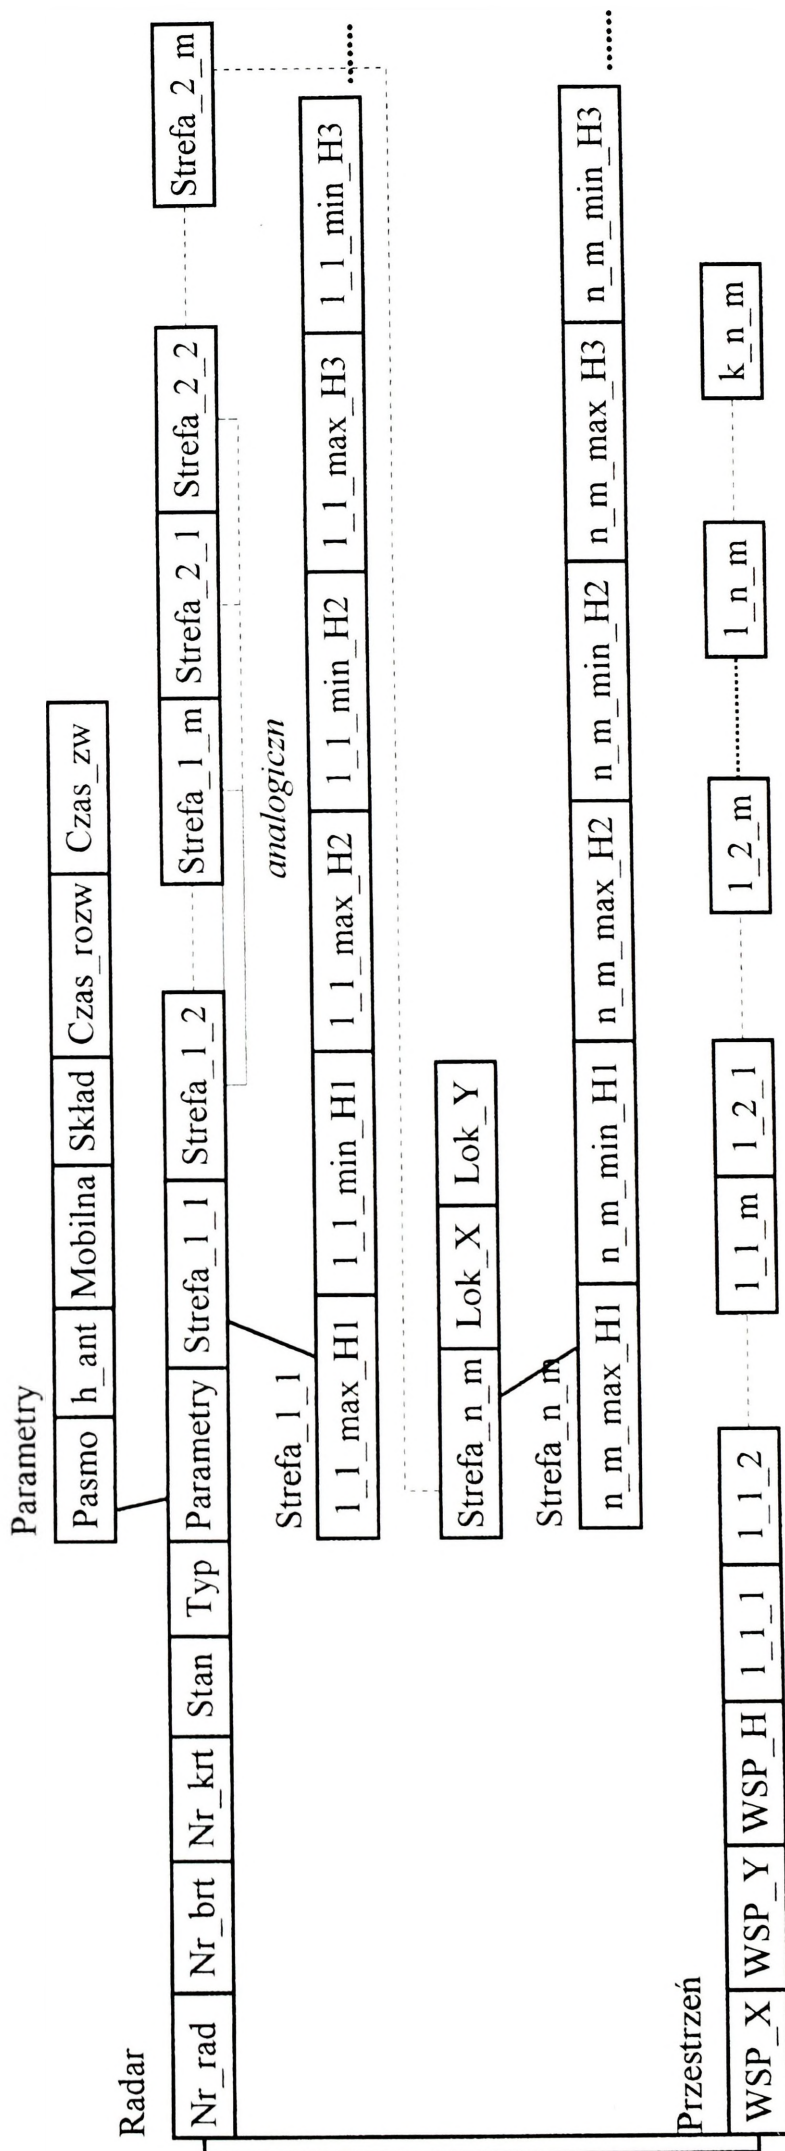 Parametry
Pasmo h_ant Mobilna Skład Czas_rozw Czas_zw
Radar
Nr_rad Nr_brt Nr_krt Stan Typ Parametry Strefa_1_1 Strefa_1_2 Strefa_1_m Strefa_2_1 Strefa_2_2 Strefa_2_m
analogiczn
Strefa_1_1
1_1_max_H1 1_1_min_H1 1_1_max_H2 1_1_min_H2 1_1_max_H3 1_1_min_H3 .......
Strefa_n_m Lok_X Lok_Y
Strefa_n_m
n_m_max_H1 n_m_min_H1 n_m_max_H2 n_m_min_H2 n_m_max_H3 n_m_min_H3 .......
Przestrzeń
WSP_X WSP_Y WSP_H 1_1_1 1_1_2 1_1_m 1_2_1 1_2_m 1_n_m k_n_m